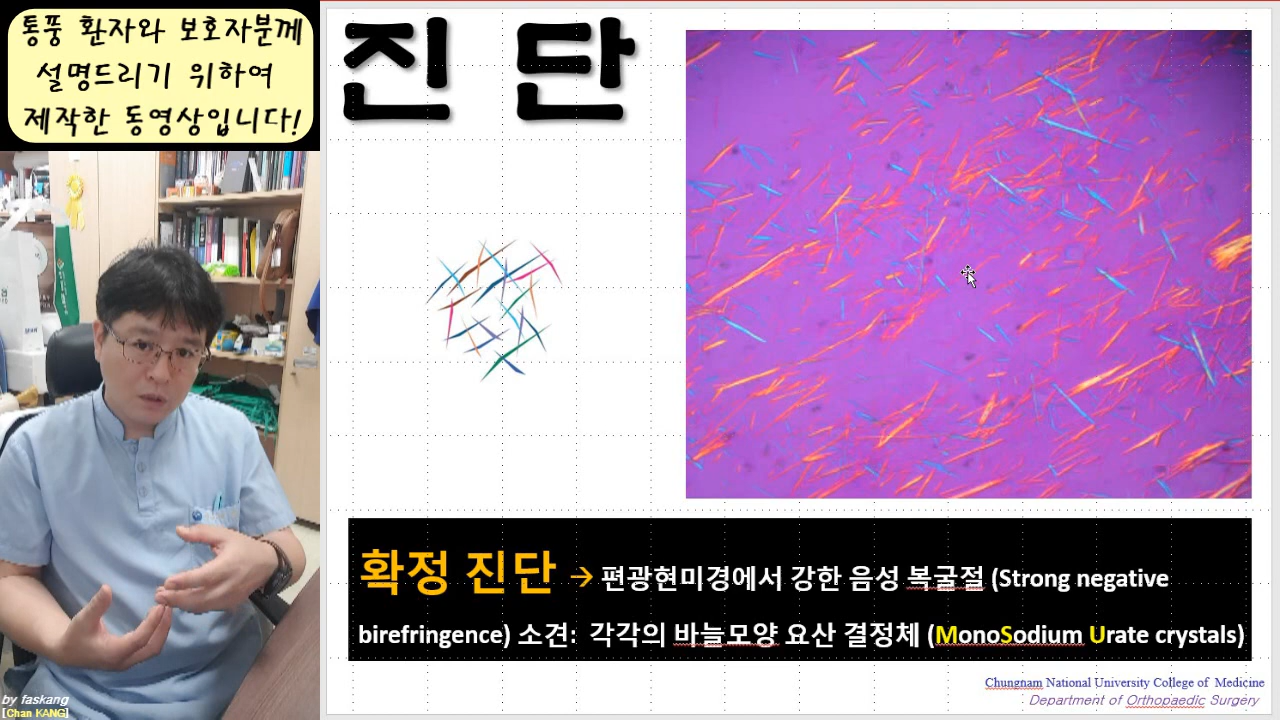 통풍 환자와 보호자분께
설명드리기 위하여
제작한 동영상입니다!
진 단
확정 진단 → 편광현미경에서 강한 음성 복굴절 (Strong negative
birefringence) 소견: 각각의 바늘모양 요산 결정체 (MonoSodium Urate crystals)
Chungnam National University College of Medicine
Department of Orthopaedic Surgery
by faskang
[Chan KANG]